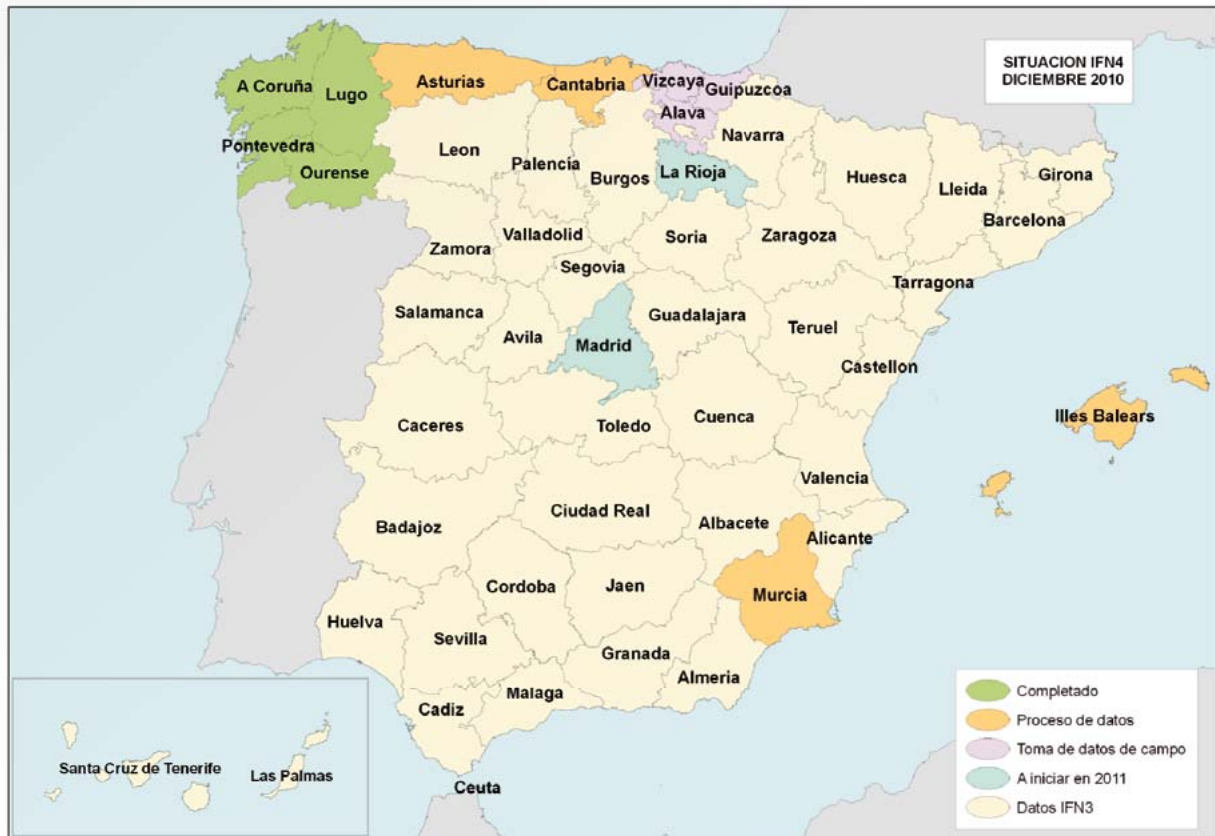 SITUACION IFN4
DICIEMBRE 2010
A Coruña
Lugo
Asturias
Cantabria
Vizcaya
Guipuzcoa
Alava
Navarra
Pontevedra
Ourense
Leon
Palencia
Burgos
La Rioja
Huesca
Lleida
Girona
Barcelona
Zamora
Valladolid
Soria
Zaragoza
Segovia
Tarragona
Salamanca
Avila
Madrid
Guadalajara
Teruel
Castellon
Caceres
Toledo
Cuenca
Illes Balears
Valencia
Badajoz
Ciudad Real
Albacete
Alicante
Cordoba
Jaen
Murcia
Huelva
Sevilla
Granada
Almeria
Malaga
Cadiz
Ceuta
Santa Cruz de Tenerife
Las Palmas
Completado
Proceso de datos
Toma de datos de campo
A iniciar en 2011
Datos IFN3